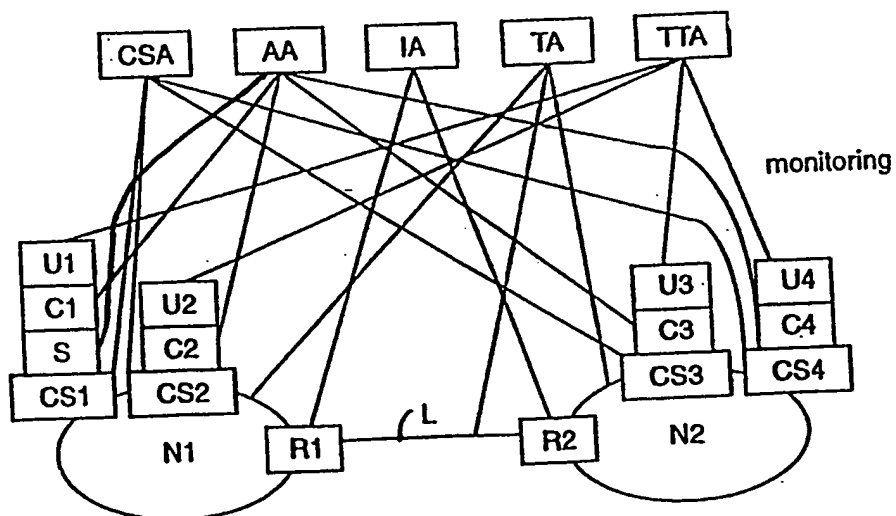 CSA AA IA TA TTA
monitoring
U1
C1
S
CS1
U2
C2
CS2
U3
C3
CS3
U4
C4
CS4
N1
R1
L
R2
N2